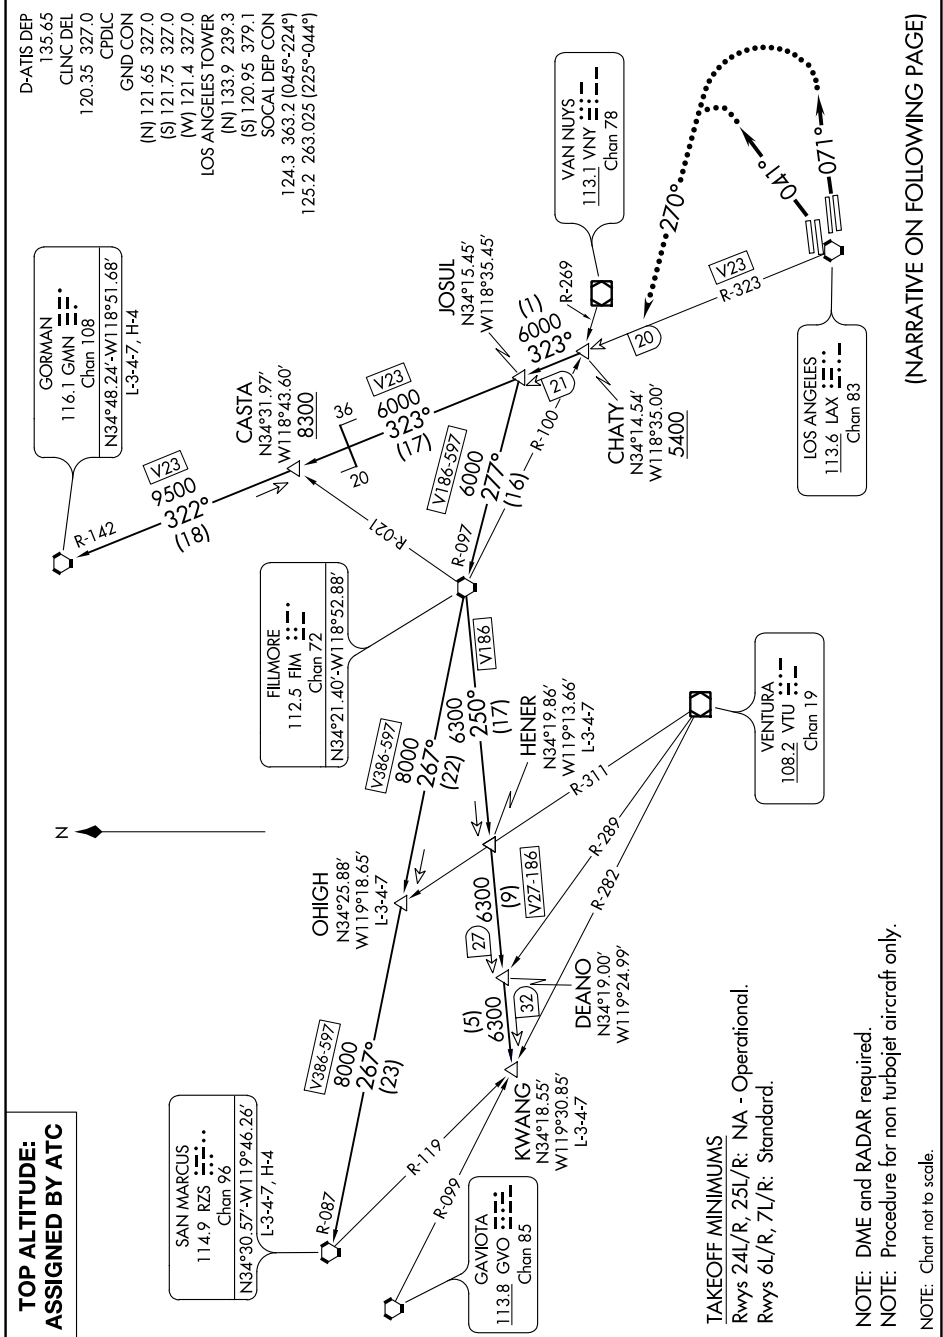 TOP ALTITUDE:
ASSIGNED BY ATC
D-ATIS DEP
135.65
CLNC DEL
120.35 327.0
CPDLC
GND CON
(N) 121.65 327.0
(S) 121.75 327.0
(W) 121.4 327.0
LOS ANGELES TOWER
(N) 133.9 239.3
(S) 120.95 379.1
SOCAL DEP CON
124.3 363.2 (045°-224°)
125.2 263.025 (225°-044°)
GORMAN
116.1 GMN
Chan 108
N34°48.24'-W118°51.68'
L-3-4-7, H-4
R-142
V23
9500
322°
(18)
CASTA
N34°31.97'
W118°43.60'
8300
36
20
V23
6000
323°
(17)
R-021
JOSUL
N34°15.45'
W118°35.45'
(1)
6000
323°
21
VAN NUYS
113.1 VNY
Chan 78
R-269
CHATY
N34°14.54'
W118°35.00'
5400
20
V23
R-323
270°
041°
071°
LOS ANGELES
113.6 LAX
Chan 83
V186-597
6000
277°
(16)
R-100
R-097
FILLMORE
112.5 FIM
Chan 72
N34°21.40'-W118°52.88'
V186
6300
250°
(17)
V386-597
8000
267°
(22)
N
HENER
N34°19.86'
W119°13.66'
L-3-4-7
OHIGH
N34°25.88'
W119°18.65'
L-3-4-7
R-311
R-289
R-282
VENTURA
108.2 VTU
Chan 19
6300
(9)
V27-186
27
DEANO
N34°19.00'
W119°24.99'
(5)
6300
32
KWANG
N34°18.55'
W119°30.85'
L-3-4-7
V386-597
8000
267°
(23)
SAN MARCUS
114.9 RZS
Chan 96
N34°30.57'-W119°46.26'
L-3-4-7, H-4
R-087
R-119
R-099
GAVIOTA
113.8 GVO
Chan 85
TAKEOFF MINIMUMS
Rwys 24L/R, 25L/R: NA - Operational.
Rwys 6L/R, 7L/R: Standard.
NOTE: DME and RADAR required.
NOTE: Procedure for non turbojet aircraft only.
NOTE: Chart not to scale.
(NARRATIVE ON FOLLOWING PAGE)